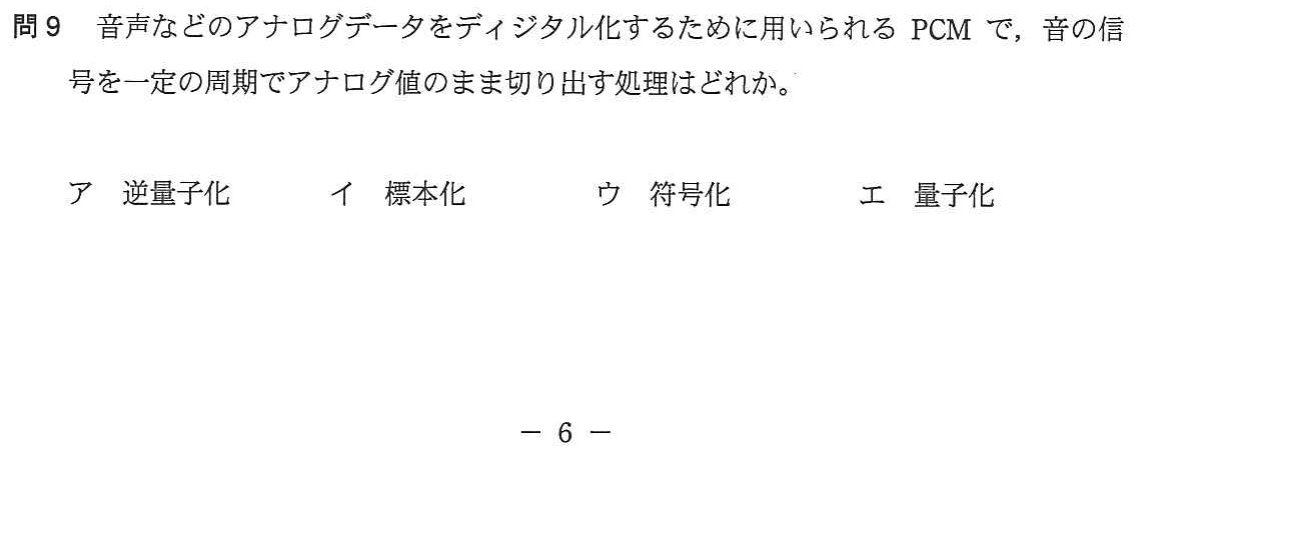 問9 音声などのアナログデータをディジタル化するために用いられる PCM で，音の信
号を一定の周期でアナログ値のまま切り出す処理はどれか。
ア 逆量子化 イ 標本化 ウ 符号化 エ 量子化
－ 6 －